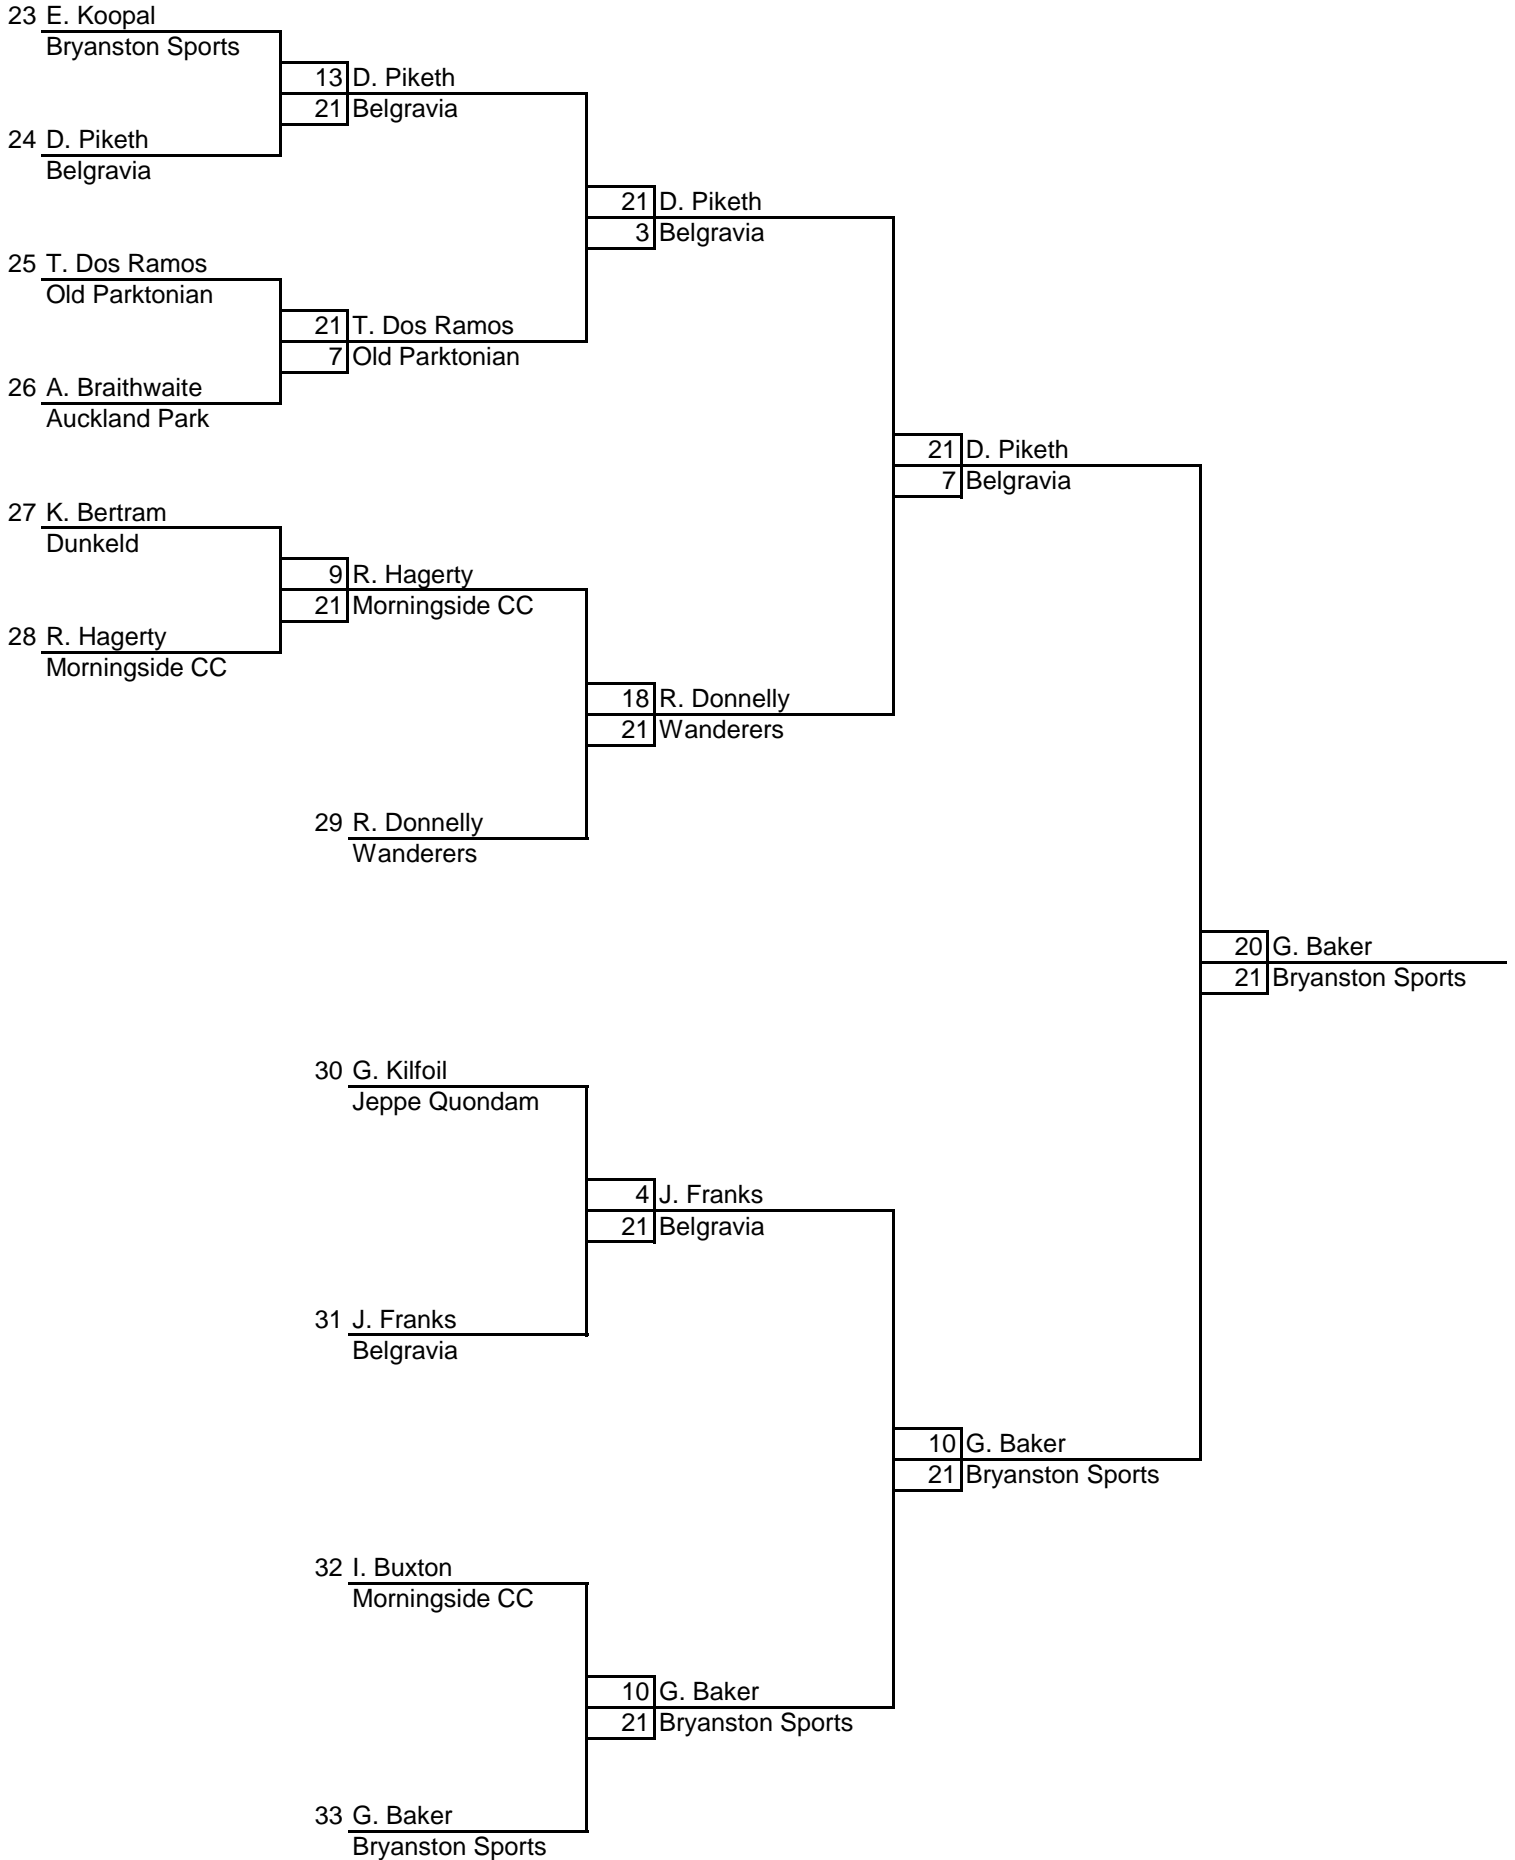 23 E. Koopal
Bryanston Sports
13 D. Piketh
21 Belgravia
24 D. Piketh
Belgravia
21 D. Piketh
3 Belgravia
25 T. Dos Ramos
Old Parktonian
21 T. Dos Ramos
7 Old Parktonian
26 A. Braithwaite
Auckland Park
21 D. Piketh
7 Belgravia
27 K. Bertram
Dunkeld
9 R. Hagerty
21 Morningside CC
28 R. Hagerty
Morningside CC
18 R. Donnelly
21 Wanderers
29 R. Donnelly
Wanderers
20 G. Baker
21 Bryanston Sports
30 G. Kilfoil
Jeppe Quondam
4 J. Franks
21 Belgravia
31 J. Franks
Belgravia
10 G. Baker
21 Bryanston Sports
32 I. Buxton
Morningside CC
10 G. Baker
21 Bryanston Sports
33 G. Baker
Bryanston Sports